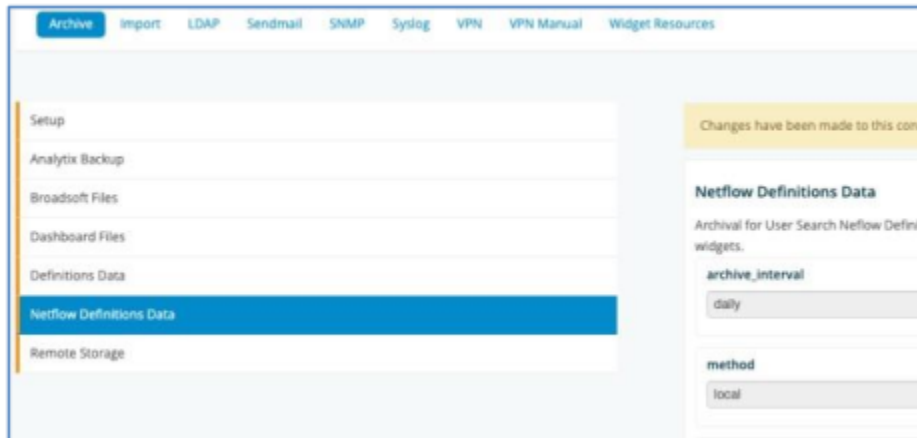 Archive Import LDAP Sendmail SNMP Syslog VPN VPN Manual Widget Resources
Setup
Analytix Backup
Broadsoft Files
Dashboard Files
Definitions Data
Netflow Definitions Data
Remote Storage
Changes have been made to this con
Netflow Definitions Data
Archival for User Search Neflow Defini
widgets.
archive_interval
daily
method
local